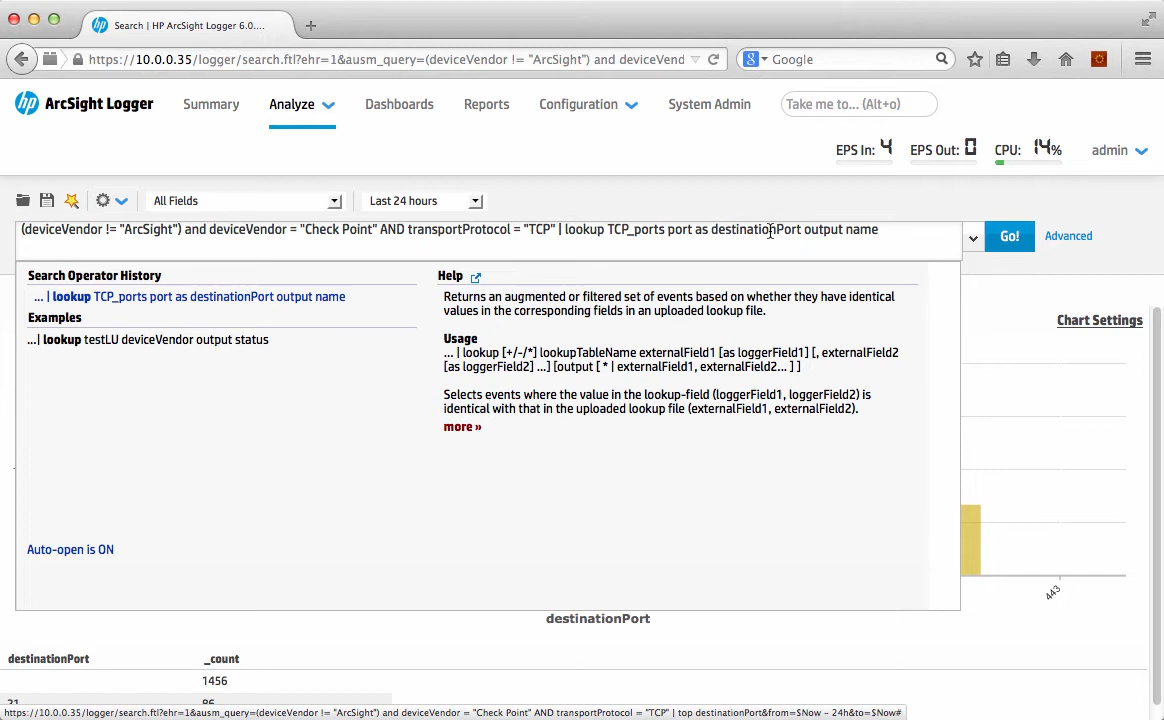 Search | HP ArcSight Logger 6.0....
https://10.0.0.35/logger/search.ftl?ehr=1&ausm_query=(deviceVendor != "ArcSight") and deviceVend
Google
hp ArcSight Logger
Summary
Analyze
Dashboards
Reports
Configuration
System Admin
Take me to... (Alt+o)
EPS In: 4
EPS Out: 0
CPU: 14%
admin
All Fields
Last 24 hours
(deviceVendor != "ArcSight") and deviceVendor = "Check Point" AND transportProtocol = "TCP" | lookup TCP_ports port as destinationPort output name
Go!
Advanced
Search Operator History
... | lookup TCP_ports port as destinationPort output name
Examples
...| lookup testLU deviceVendor output status
Auto-open is ON
Help
Returns an augmented or filtered set of events based on whether they have identical
values in the corresponding fields in an uploaded lookup file.
Usage
... | lookup [+/-/*] lookupTableName externalField1 [as loggerField1] [, externalField2
[as loggerField2] ...] [output [ * | externalField1, externalField2... ] ]
Selects events where the value in the lookup-field (loggerField1, loggerField2) is
identical with that in the uploaded lookup file (externalField1, externalField2).
more »
Chart Settings
443
destinationPort
destinationPort _count
1456
21 86
https://10.0.0.35/logger/search.ftl?ehr=1&ausm_query=(deviceVendor != "ArcSight") and deviceVendor = "Check Point" AND transportProtocol = "TCP" | top destinationPort&from=$Now - 24h&to=$Now#